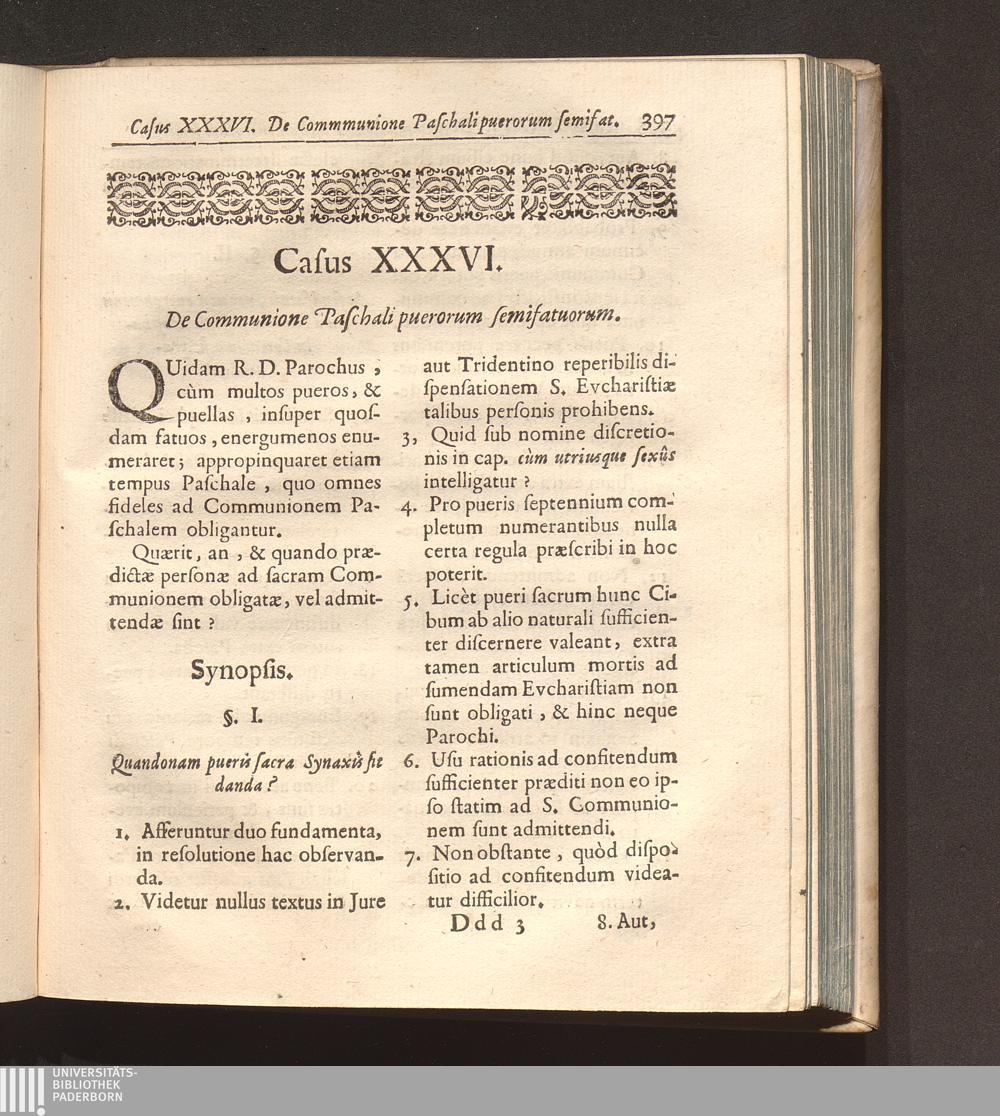 Caſus XXXVI. De Commmunione Paſchali puerorum ſemifat. 397
Caſus XXXVI.
De Communione Paſchali puerorum ſemifatuorum.
QUidam R. D. Parochus,
cùm multos pueros, &
puellas, inſuper quoſ-
dam fatuos, energumenos enu-
meraret; appropinquaret etiam
tempus Paſchale, quo omnes
fideles ad Communionem Pa-
ſchalem obligantur.
Quærit, an, & quando præ-
dictæ perſonæ ad ſacram Com-
munionem obligatæ, vel admit-
tendæ ſint?
Synopſis.
§. I.
Quandonam pueris ſacra Synaxis ſit
danda?
1. Afferuntur duo fundamenta,
in reſolutione hac obſervan-
da.
2. Videtur nullus textus in Jure
aut Tridentino reperibilis di-
ſpenſationem S. Evchariſtiæ
talibus perſonis prohibens.
3, Quid ſub nomine diſcretio-
nis in cap. cùm utriusque ſexûs
intelligatur?
4. Pro pueris ſeptennium com-
pletum numerantibus nulla
certa regula præſcribi in hoc
poterit.
5. Licèt pueri ſacrum hunc Ci-
bum ab alio naturali ſufficien-
ter diſcernere valeant, extra
tamen articulum mortis ad
ſumendam Evchariſtiam non
ſunt obligati, & hinc neque
Parochi.
6. Uſu rationis ad confitendum
ſufficienter præditi non eo ip-
ſo ſtatim ad S. Communio-
nem ſunt admittendi.
7. Non obſtante, quòd diſpo-
ſitio ad confitendum videa-
tur difficilior.
Ddd 3 8. Aut,
UNIVERSITÄTS-
BIBLIOTHEK
PADERBORN